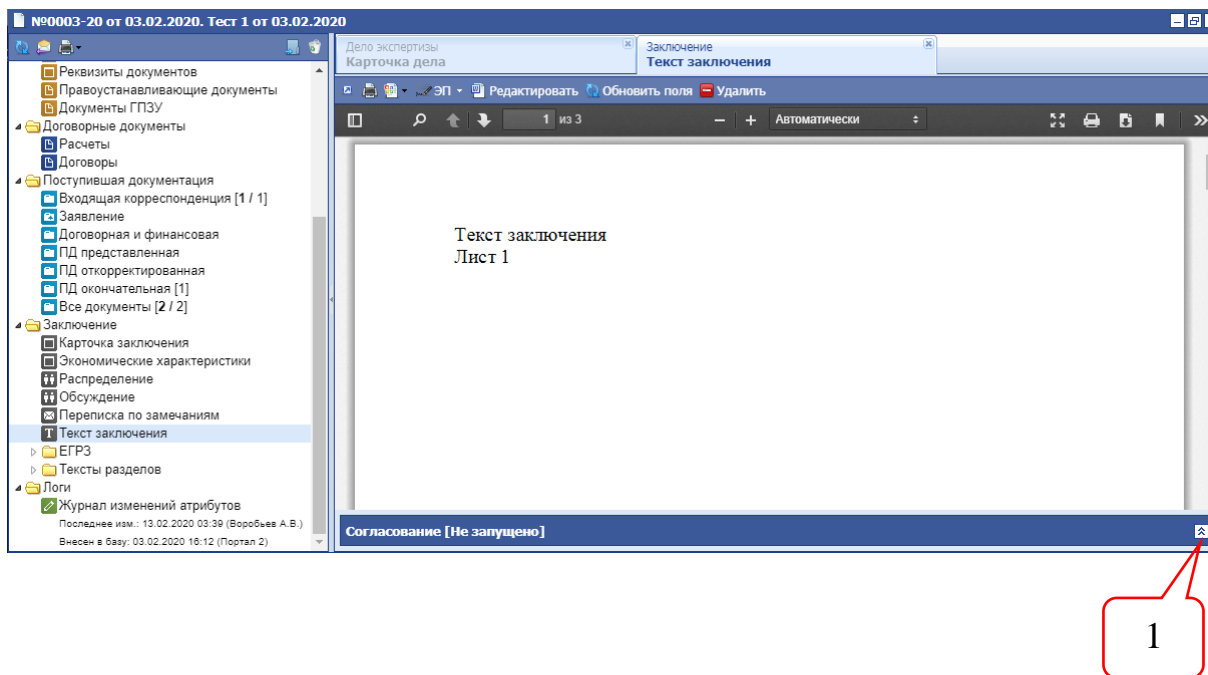 №0003-20 от 03.02.2020. Тест 1 от 03.02.2020
Реквизиты документов
Правоустанавливающие документы
Документы ГПЗУ
Договорные документы
Расчеты
Договоры
Поступившая документация
Входящая корреспонденция [1 / 1]
Заявление
Договорная и финансовая
ПД представленная
ПД откорректированная
ПД окончательная [1]
Все документы [2 / 2]
Заключение
Карточка заключения
Экономические характеристики
Распределение
Обсуждение
Переписка по замечаниям
Т Текст заключения
ЕГРЗ
Тексты разделов
Логи
Журнал изменений атрибутов
Последнее изм.: 13.02.2020 03:39 (Воробьев А.В.)
Внесен в базу: 03.02.2020 16:12 (Портал 2)
Дело экспертизы
Карточка дела
Заключение
Текст заключения
ЭП Редактировать Обновить поля Удалить
1 из 3 Автоматически
Текст заключения
Лист 1
Согласование [Не запущено]
1